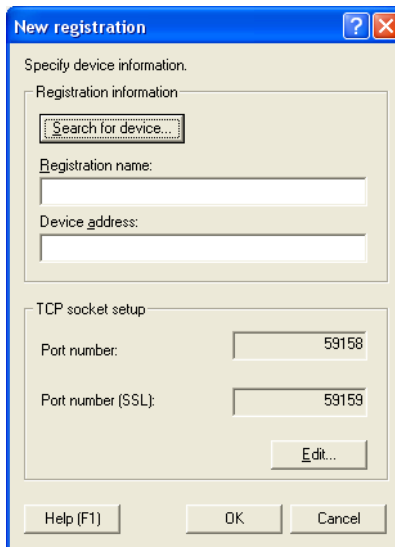 New registration
Specify device information.
Registration information
Search for device...
Registration name:
Device address:
TCP socket setup
Port number: 59158
Port number (SSL): 59159
Edit...
Help (F1) OK Cancel